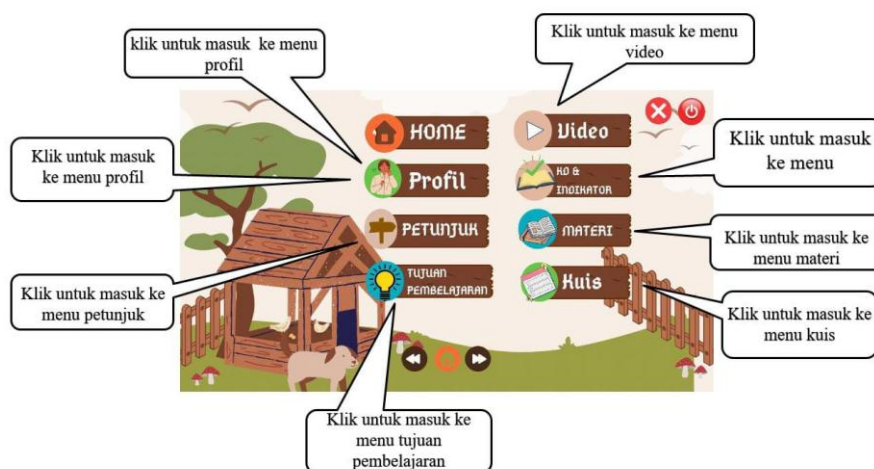 klik untuk masuk ke menu
profil
Klik untuk masuk ke menu
video
HOME
Video
Klik untuk masuk
ke menu profil
Profil
KD &
INDIKATOR
Klik untuk masuk
ke menu
PETUNJUK
MATERI
Klik untuk masuk ke
menu materi
Klik untuk masuk ke
menu petunjuk
TUJUAN
PEMBELAJARAN
Kuis
Klik untuk masuk ke
menu kuis
Klik untuk masuk ke
menu tujuan
pembelajaran